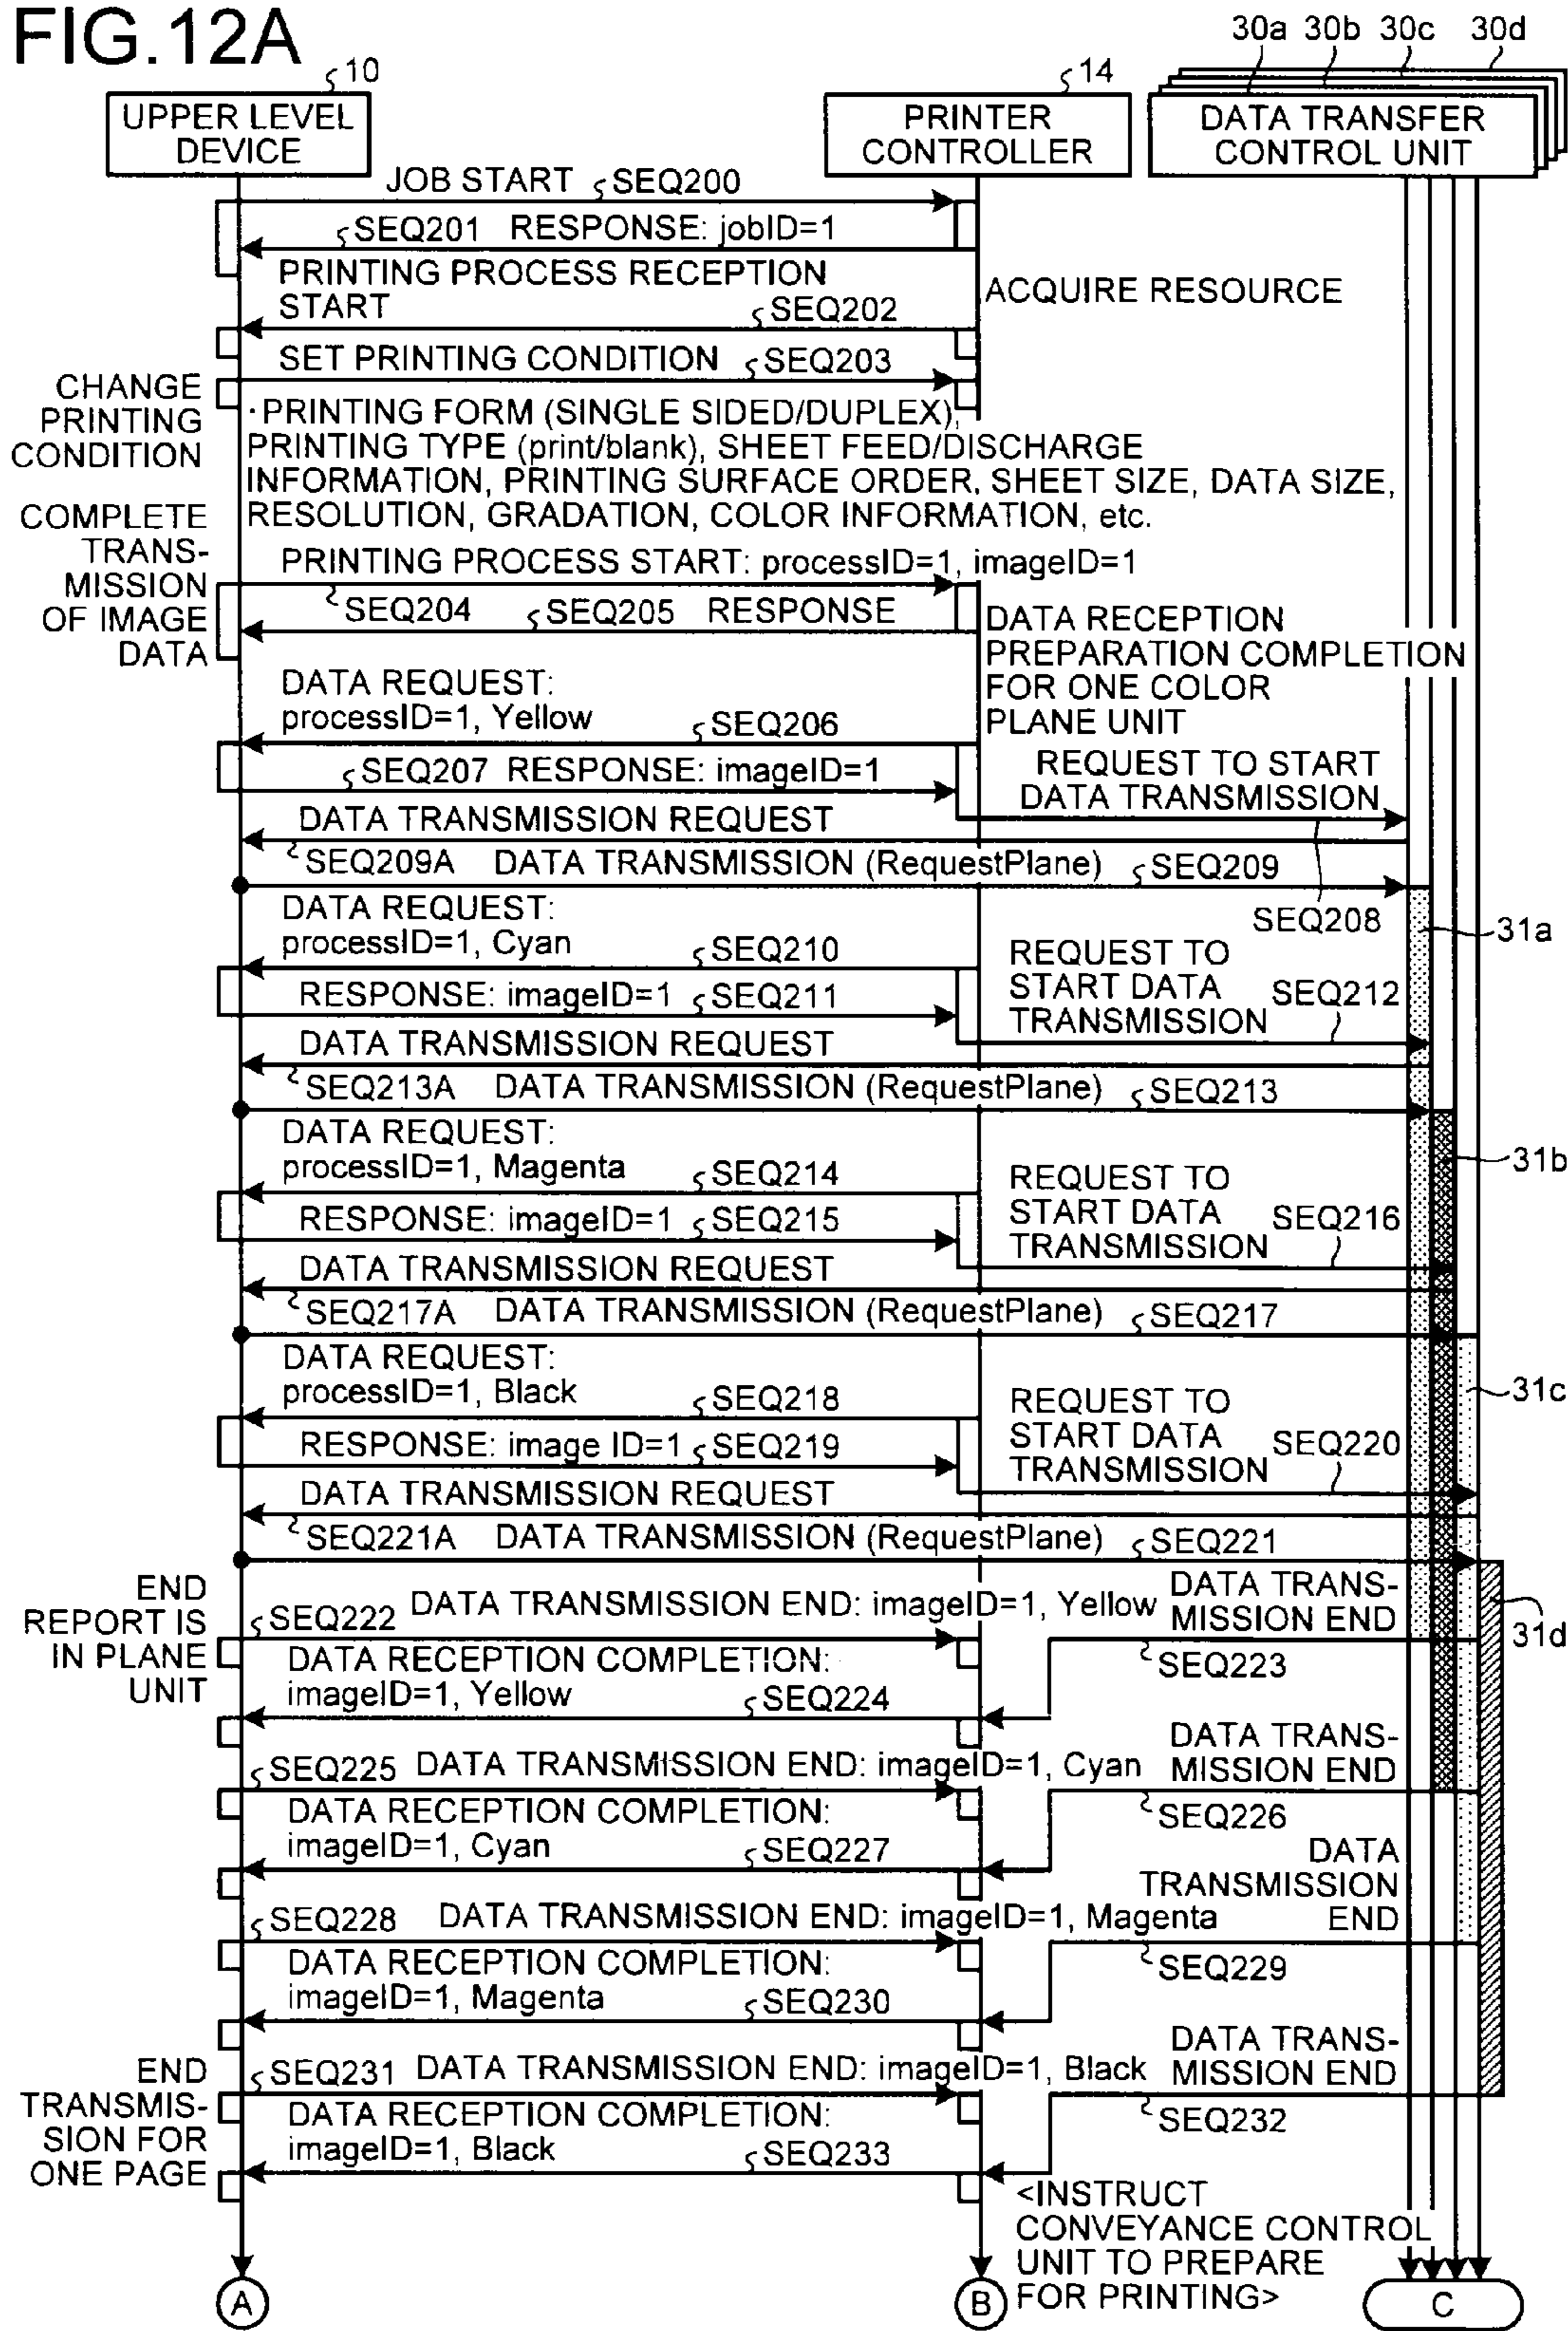 FIG.12A
30a 30b 30c 30d
10
14
UPPER LEVEL
DEVICE
PRINTER
CONTROLLER
DATA TRANSFER
CONTROL UNIT
JOB START SEQ200
SEQ201 RESPONSE: jobID=1
PRINTING PROCESS RECEPTION
START
SEQ202
ACQUIRE RESOURCE
SET PRINTING CONDITION SEQ203
CHANGE
PRINTING
CONDITION
·PRINTING FORM (SINGLE SIDED/DUPLEX),
PRINTING TYPE (print/blank), SHEET FEED/DISCHARGE
INFORMATION, PRINTING SURFACE ORDER, SHEET SIZE, DATA SIZE,
RESOLUTION, GRADATION, COLOR INFORMATION, etc.
COMPLETE
TRANS-
MISSION
OF IMAGE
DATA
PRINTING PROCESS START: processID=1, imageID=1
SEQ204 SEQ205 RESPONSE
DATA RECEPTION
PREPARATION COMPLETION
FOR ONE COLOR
PLANE UNIT
DATA REQUEST:
processID=1, Yellow SEQ206
SEQ207 RESPONSE: imageID=1
REQUEST TO START
DATA TRANSMISSION
DATA TRANSMISSION REQUEST
SEQ209A DATA TRANSMISSION (RequestPlane) SEQ209
SEQ208
31a
DATA REQUEST:
processID=1, Cyan SEQ210
RESPONSE: imageID=1 SEQ211
REQUEST TO
START DATA
TRANSMISSION
SEQ212
DATA TRANSMISSION REQUEST
SEQ213A DATA TRANSMISSION (RequestPlane) SEQ213
31b
DATA REQUEST:
processID=1, Magenta SEQ214
RESPONSE: imageID=1 SEQ215
REQUEST TO
START DATA
TRANSMISSION
SEQ216
DATA TRANSMISSION REQUEST
SEQ217A DATA TRANSMISSION (RequestPlane) SEQ217
31c
DATA REQUEST:
processID=1, Black SEQ218
RESPONSE: image ID=1 SEQ219
REQUEST TO
START DATA
TRANSMISSION
SEQ220
DATA TRANSMISSION REQUEST
SEQ221A DATA TRANSMISSION (RequestPlane) SEQ221
31d
END
REPORT IS
IN PLANE
UNIT
SEQ222 DATA TRANSMISSION END: imageID=1, Yellow
DATA TRANS-
MISSION END
SEQ223
DATA RECEPTION COMPLETION:
imageID=1, Yellow SEQ224
SEQ225 DATA TRANSMISSION END: imageID=1, Cyan
DATA TRANS-
MISSION END
SEQ226
DATA RECEPTION COMPLETION:
imageID=1, Cyan SEQ227
DATA
TRANSMISSION
END
SEQ228 DATA TRANSMISSION END: imageID=1, Magenta
SEQ229
DATA RECEPTION COMPLETION:
imageID=1, Magenta SEQ230
DATA TRANS-
MISSION END
SEQ231 DATA TRANSMISSION END: imageID=1, Black
SEQ232
END
TRANSMIS-
SION FOR
ONE PAGE
DATA RECEPTION COMPLETION:
imageID=1, Black SEQ233
<INSTRUCT
CONVEYANCE CONTROL
UNIT TO PREPARE
FOR PRINTING>
A
B
C